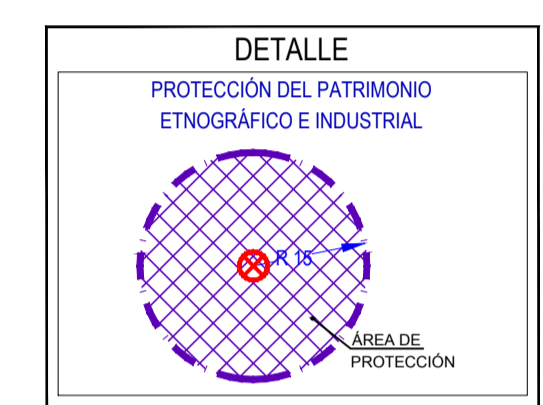 DETALLE
PROTECCIÓN DEL PATRIMONIO
ETNOGRÁFICO E INDUSTRIAL
R 15
ÁREA DE
PROTECCIÓN